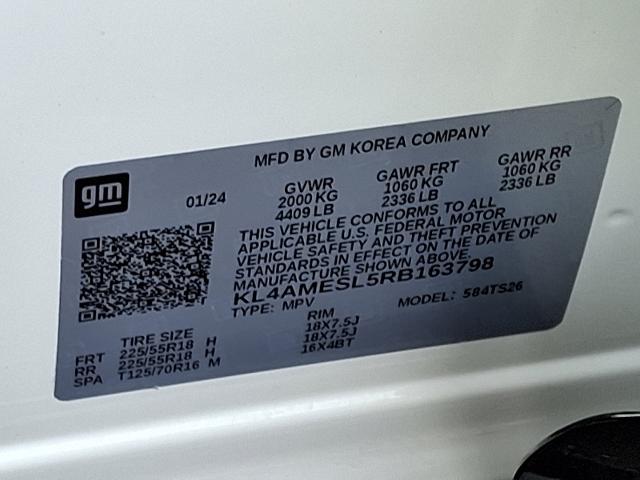 MFD BY GM KOREA COMPANY
gm
01/24
GVWR GAWR FRT GAWR RR
2000 KG 1060 KG 1060 KG
4409 LB 2336 LB 2336 LB
THIS VEHICLE CONFORMS TO ALL
APPLICABLE U.S. FEDERAL MOTOR
VEHICLE SAFETY AND THEFT PREVENTION
STANDARDS IN EFFECT ON THE DATE OF
MANUFACTURE SHOWN ABOVE.
KL4AMESL5RB163798
TYPE: MPV MODEL: 584TS26
TIRE SIZE RIM
FRT 225/55R18 H 18X7.5J
RR 225/55R18 H 18X7.5J
SPA T125/70R16 M 16X4BT